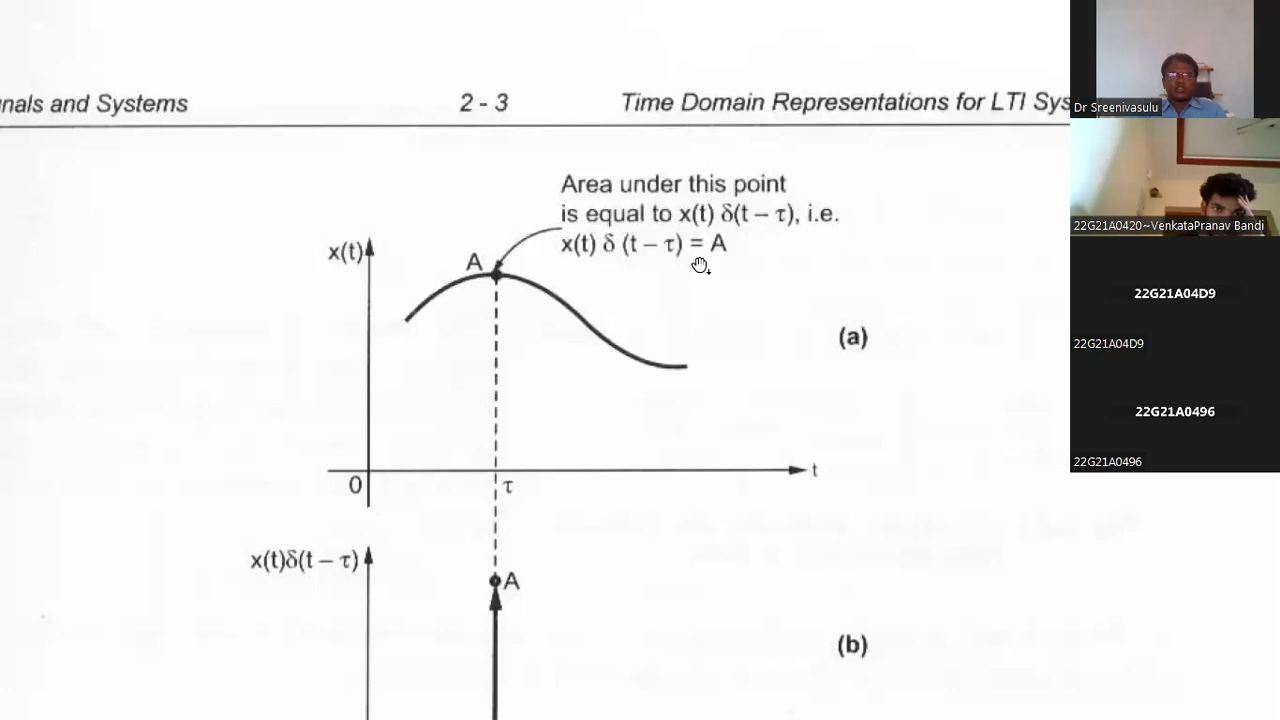 nals and Systems
2 - 3
Time Domain Representations for LTI Sys
Area under this point
is equal to x(t) δ(t – τ), i.e.
x(t) δ (t – τ) = A
x(t)
A
(a)
0
τ
t
x(t)δ(t – τ)
A
(b)
Dr Sreenivasulu
22G21A0420~VenkataPranav Bandi
22G21A04D9
22G21A04D9
22G21A0496
22G21A0496